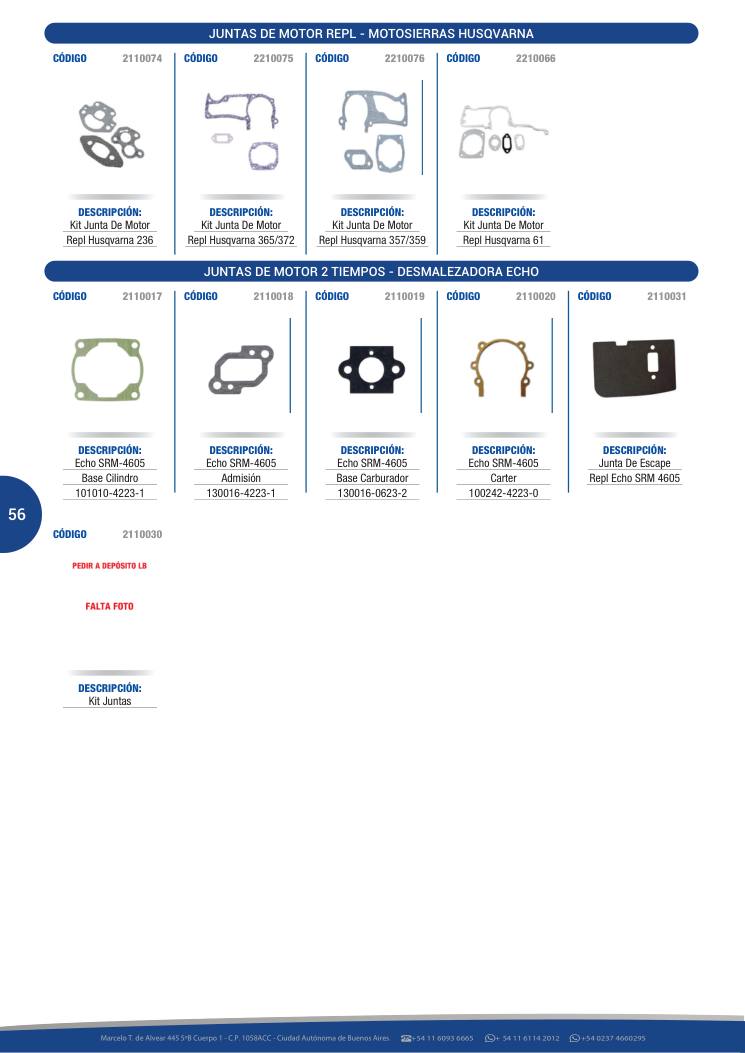 JUNTAS DE MOTOR REPL - MOTOSIERRAS HUSQVARNA
CÓDIGO 2110074
DESCRIPCIÓN:
Kit Junta De Motor
Repl Husqvarna 236
CÓDIGO 2210075
DESCRIPCIÓN:
Kit Junta De Motor
Repl Husqvarna 365/372
CÓDIGO 2210076
DESCRIPCIÓN:
Kit Junta De Motor
Repl Husqvarna 357/359
CÓDIGO 2210066
DESCRIPCIÓN:
Kit Junta De Motor
Repl Husqvarna 61
JUNTAS DE MOTOR 2 TIEMPOS - DESMALEZADORA ECHO
CÓDIGO 2110017
DESCRIPCIÓN:
Echo SRM-4605
Base Cilindro
101010-4223-1
CÓDIGO 2110018
DESCRIPCIÓN:
Echo SRM-4605
Admisión
130016-4223-1
CÓDIGO 2110019
DESCRIPCIÓN:
Echo SRM-4605
Base Carburador
130016-0623-2
CÓDIGO 2110020
DESCRIPCIÓN:
Echo SRM-4605
Carter
100242-4223-0
CÓDIGO 2110031
DESCRIPCIÓN:
Junta De Escape
Repl Echo SRM 4605
56
CÓDIGO 2110030
PEDIR A DEPÓSITO LB
FALTA FOTO
DESCRIPCIÓN:
Kit Juntas
Marcelo T. de Alvear 445 5ºB Cuerpo 1 - C.P. 1058ACC - Ciudad Autónoma de Buenos Aires. +54 11 6093 6665 + 54 11 6114 2012 +54 0237 4660295